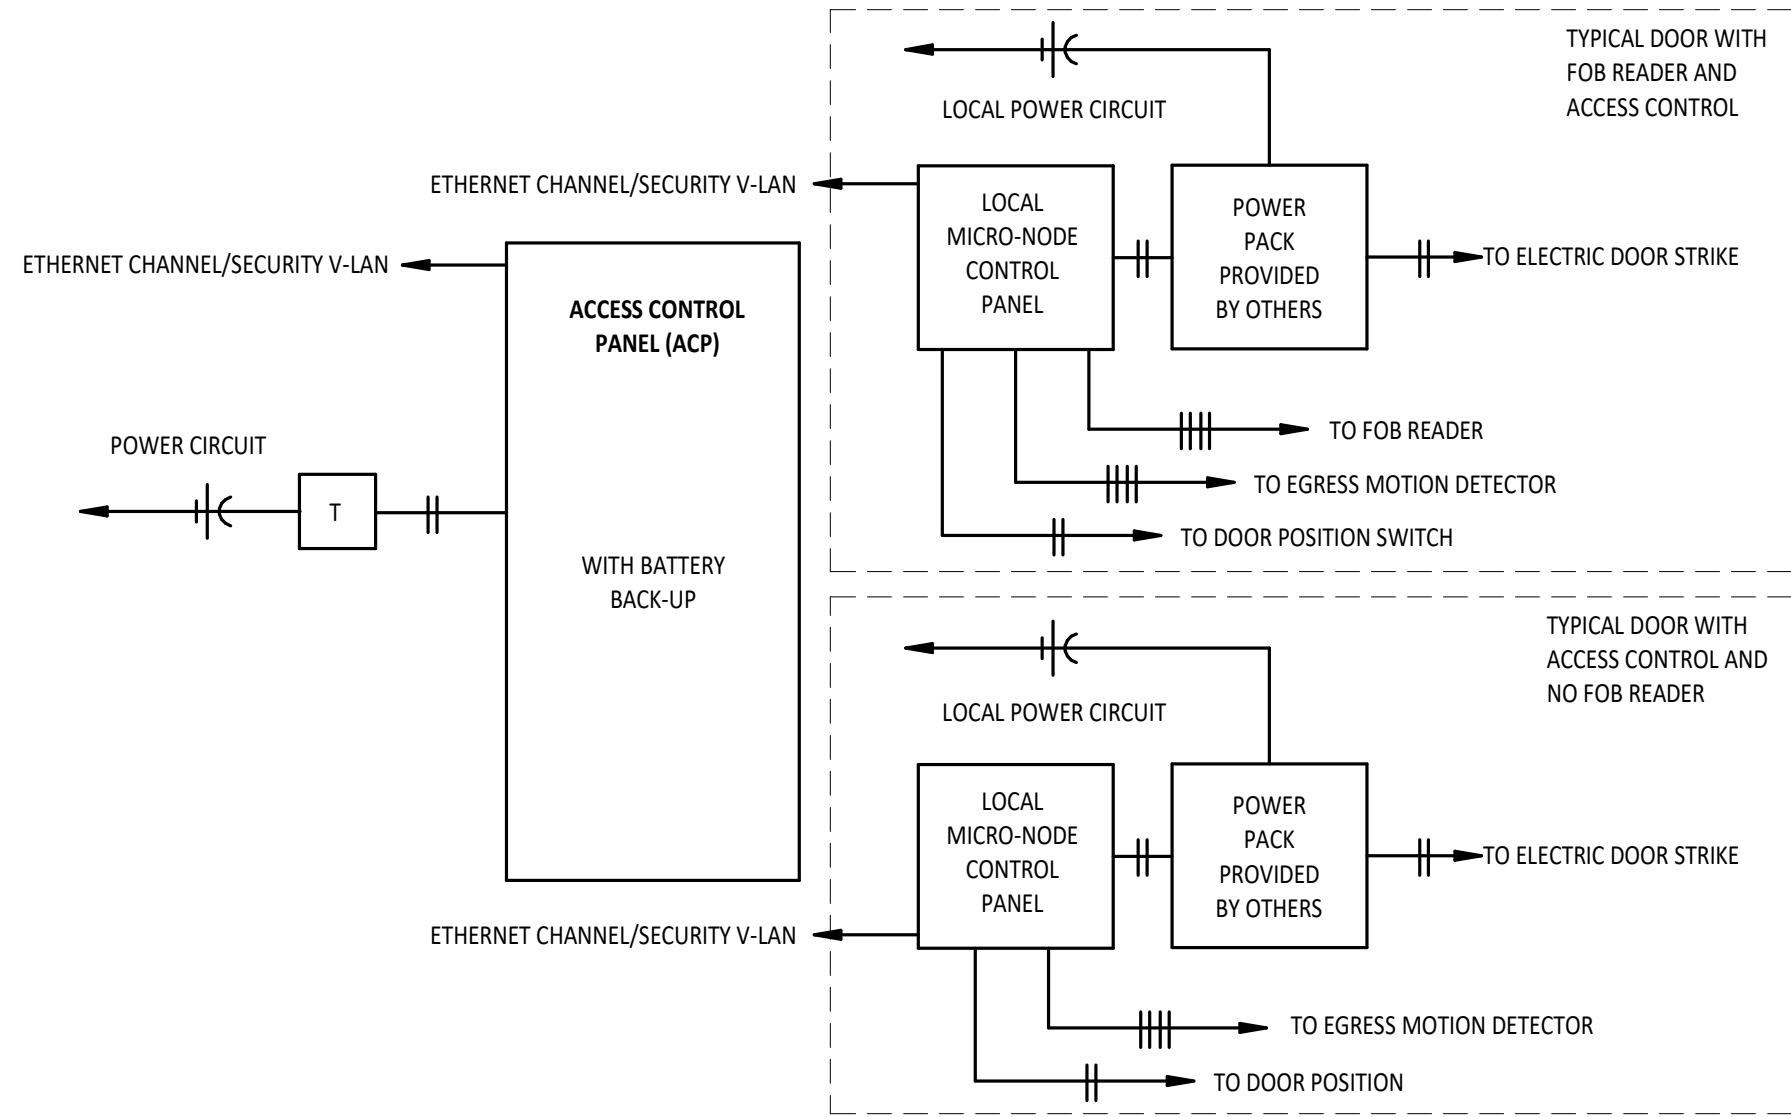 TYPICAL DOOR WITH
FOB READER AND
ACCESS CONTROL
LOCAL POWER CIRCUIT
ETHERNET CHANNEL/SECURITY V-LAN
LOCAL
MICRO-NODE
CONTROL
PANEL
POWER
PACK
PROVIDED
BY OTHERS
TO ELECTRIC DOOR STRIKE
ETHERNET CHANNEL/SECURITY V-LAN
ACCESS CONTROL
PANEL (ACP)
TO FOB READER
POWER CIRCUIT
TO EGRESS MOTION DETECTOR
T
TO DOOR POSITION SWITCH
WITH BATTERY
BACK-UP
TYPICAL DOOR WITH
ACCESS CONTROL AND
NO FOB READER
LOCAL POWER CIRCUIT
LOCAL
MICRO-NODE
CONTROL
PANEL
POWER
PACK
PROVIDED
BY OTHERS
TO ELECTRIC DOOR STRIKE
ETHERNET CHANNEL/SECURITY V-LAN
TO EGRESS MOTION DETECTOR
TO DOOR POSITION